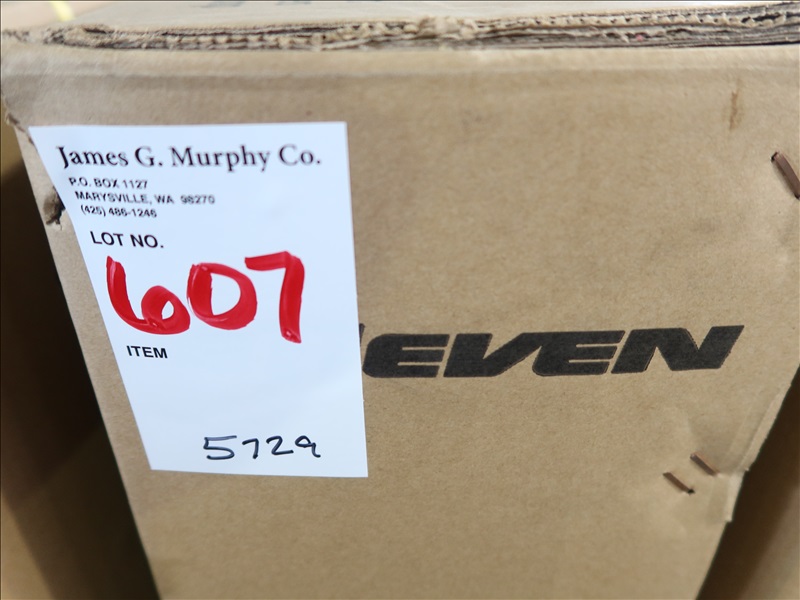 James G. Murphy Co.
P.O. BOX 1127
MARYSVILLE, WA 98270
(425) 486-1246
LOT NO.
607
ITEM
EVEN
5729